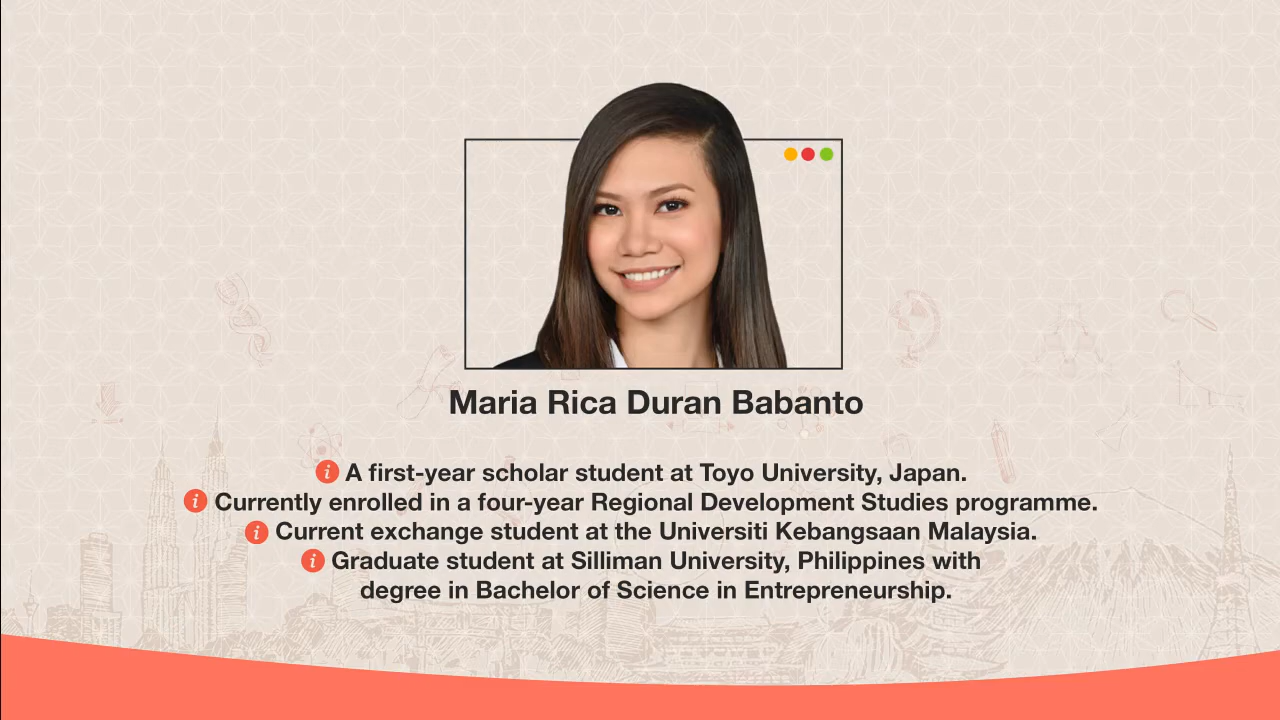 Maria Rica Duran Babanto
i A first-year scholar student at Toyo University, Japan.
i Currently enrolled in a four-year Regional Development Studies programme.
i Current exchange student at the Universiti Kebangsaan Malaysia.
i Graduate student at Silliman University, Philippines with
degree in Bachelor of Science in Entrepreneurship.